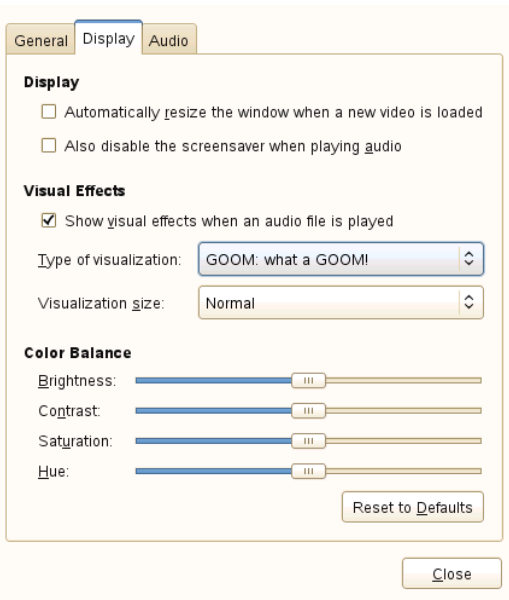 General Display Audio
Display
Automatically resize the window when a new video is loaded
Also disable the screensaver when playing audio
Visual Effects
Show visual effects when an audio file is played
Type of visualization: GOOM: what a GOOM!
Visualization size: Normal
Color Balance
Brightness:
Contrast:
Saturation:
Hue:
Reset to Defaults
Close